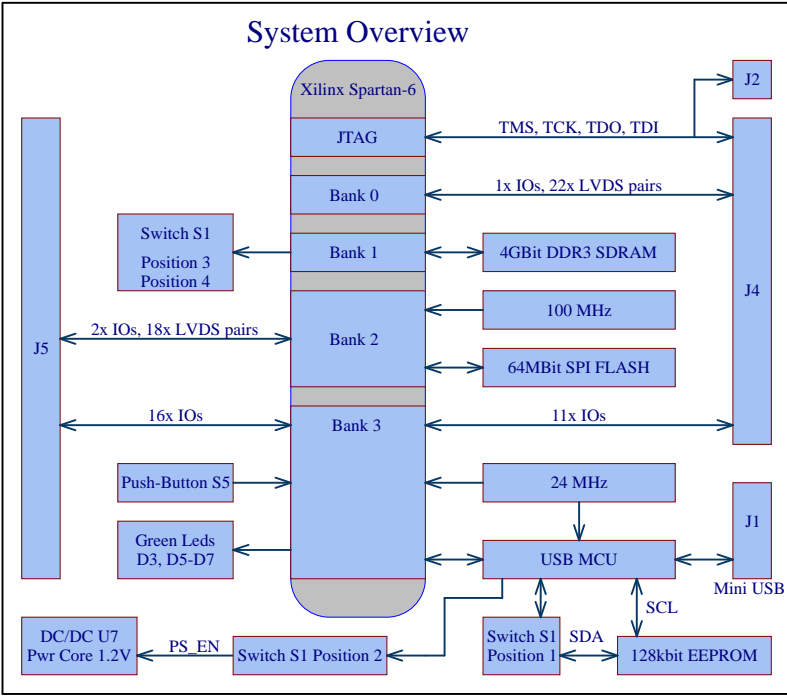 System Overview
Xilinx Spartan-6
J2
JTAG
TMS, TCK, TDO, TDI
Bank 0
1x IOs, 22x LVDS pairs
Switch S1
Position 3
Position 4
Bank 1
4GBit DDR3 SDRAM
J4
100 MHz
J5
2x IOs, 18x LVDS pairs
Bank 2
64MBit SPI FLASH
16x IOs
Bank 3
11x IOs
Push-Button S5
24 MHz
J1
Green Leds
D3, D5-D7
USB MCU
Mini USB
SCL
DC/DC U7
Pwr Core 1.2V
PS_EN
Switch S1 Position 2
Switch S1
Position 1
SDA
128kbit EEPROM